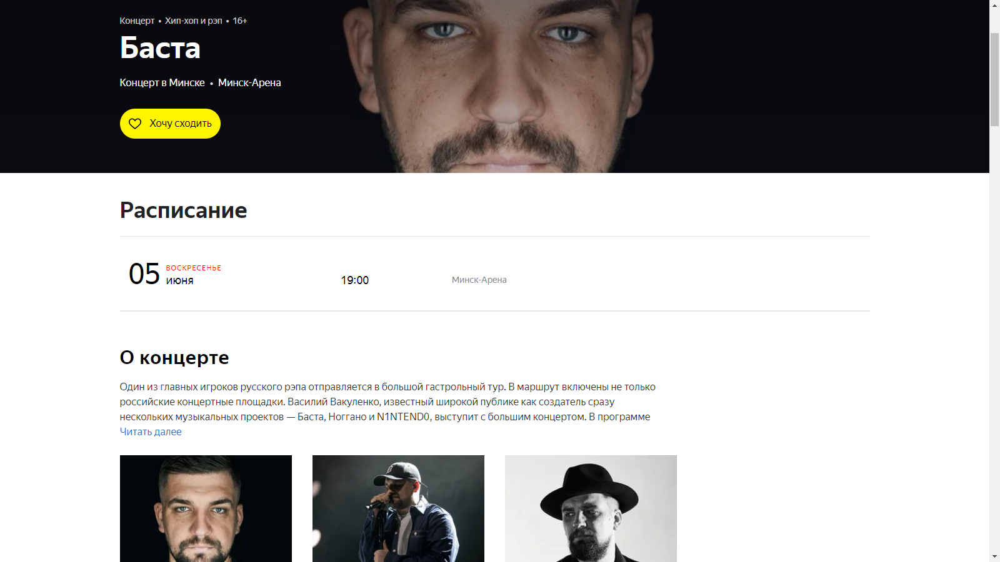 Концерт • Хип-хоп и рэп • 16+
Баста
Концерт в Минске • Минск-Арена
Хочу сходить
Расписание
05 ВОСКРЕСЕНЬЕ
июня
19:00
Минск-Арена
О концерте
Один из главных игроков русского рэпа отправляется в большой гастрольный тур. В маршрут включены не только
российские концертные площадки. Василий Вакуленко, известный широкой публике как создатель сразу
нескольких музыкальных проектов — Баста, Ноггано и N1NTEND0, выступит с большим концертом. В программе
Читать далее